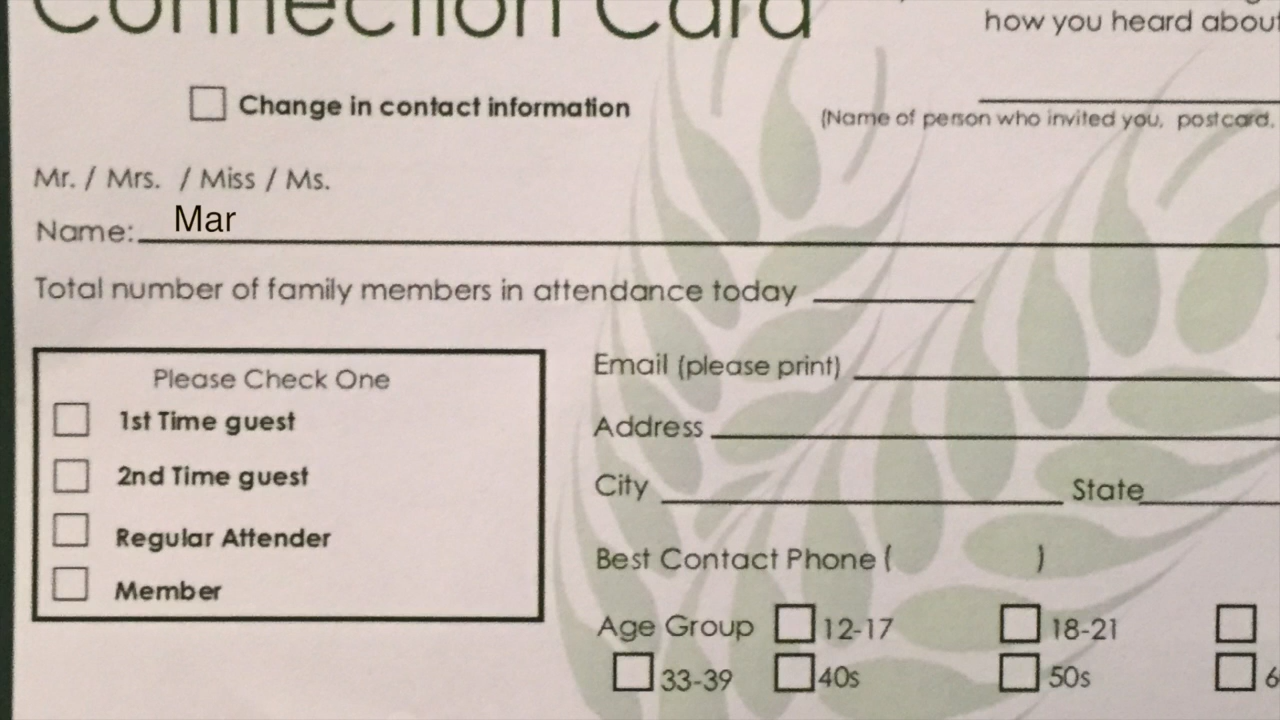 Connection Card
how you heard about
Change in contact information
(Name of person who invited you, postcard,
Mr. / Mrs. / Miss / Ms.
Name: Mar
Total number of family members in attendance today
Please Check One
1st Time guest
2nd Time guest
Regular Attender
Member
Email (please print)
Address
City State
Best Contact Phone ( )
Age Group 12-17 18-21
33-39 40s 50s 6